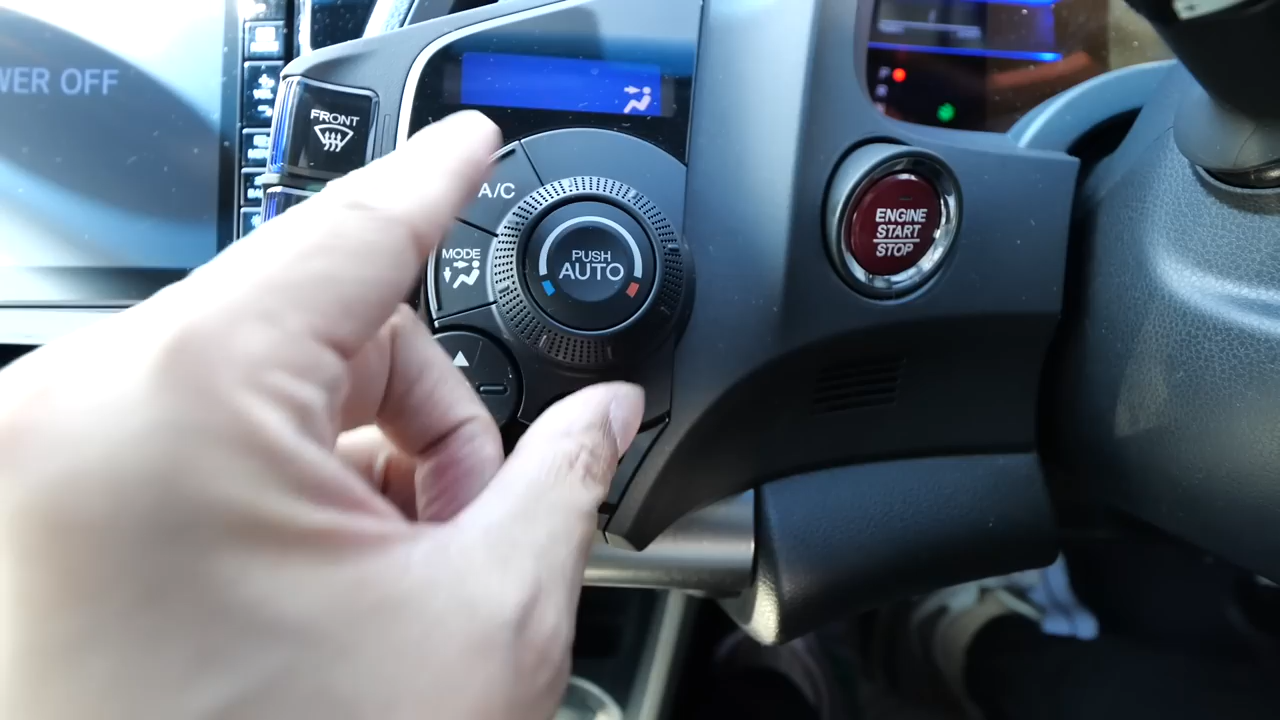 WER OFF
FRONT
A/C
MODE
PUSH
AUTO
ENGINE
START
STOP
P
R